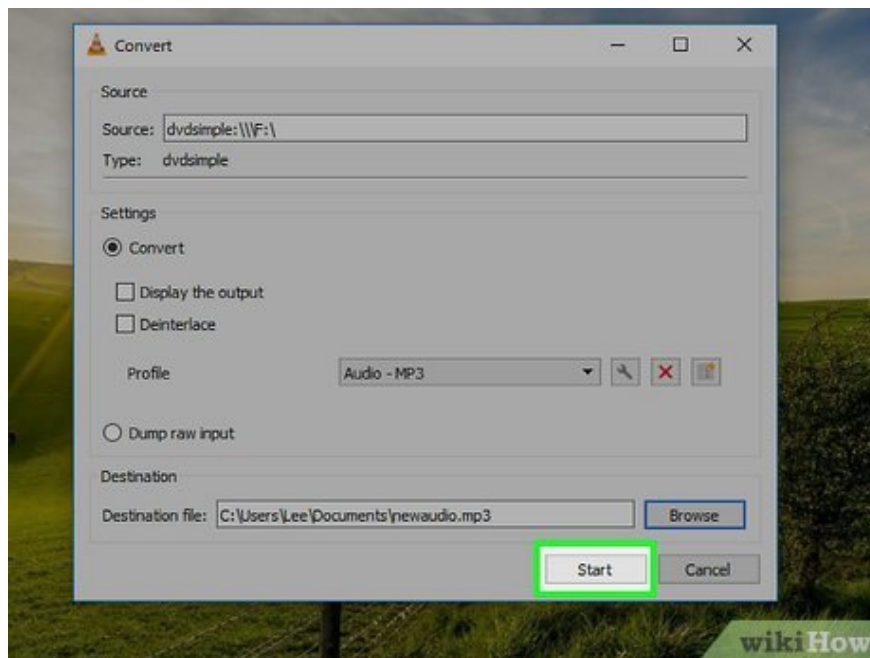 Convert
Source
Source: dvdsimple:\\\F:\
Type: dvdsimple
Settings
Convert
Display the output
Deinterlace
Profile Audio - MP3
Dump raw input
Destination
Destination file: C:\Users\Lee\Documents\newaudio.mp3 Browse
Start Cancel
wikiHow